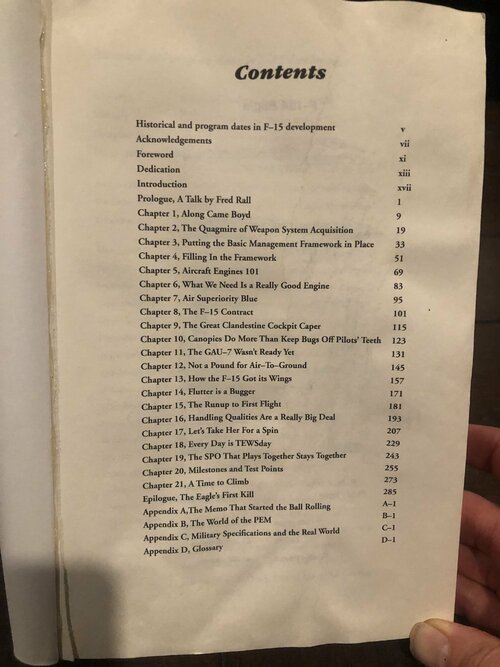 Contents
Historical and program dates in F–15 development v
Acknowledgements vii
Foreword xi
Dedication xiii
Introduction xvii
Prologue, A Talk by Fred Rall 1
Chapter 1, Along Came Boyd 9
Chapter 2, The Quagmire of Weapon System Acquisition 19
Chapter 3, Putting the Basic Management Framework in Place 33
Chapter 4, Filling In the Framework 51
Chapter 5, Aircraft Engines 101 69
Chapter 6, What We Need Is a Really Good Engine 83
Chapter 7, Air Superiority Blue 95
Chapter 8, The F–15 Contract 101
Chapter 9, The Great Clandestine Cockpit Caper 115
Chapter 10, Canopies Do More Than Keep Bugs Off Pilots' Teeth 123
Chapter 11, The GAU–7 Wasn't Ready Yet 131
Chapter 12, Not a Pound for Air–To–Ground 145
Chapter 13, How the F–15 Got its Wings 157
Chapter 14, Flutter is a Bugger 171
Chapter 15, The Runup to First Flight 181
Chapter 16, Handling Qualities Are a Really Big Deal 193
Chapter 17, Let's Take Her For a Spin 207
Chapter 18, Every Day is TEWSday 229
Chapter 19, The SPO That Plays Together Stays Together 243
Chapter 20, Milestones and Test Points 255
Chapter 21, A Time to Climb 273
Epilogue, The Eagle's First Kill 285
Appendix A,The Memo That Started the Ball Rolling A–1
Appendix B, The World of the PEM B–1
Appendix C, Military Specifications and the Real World C–1
Appendix D, Glossary D–1